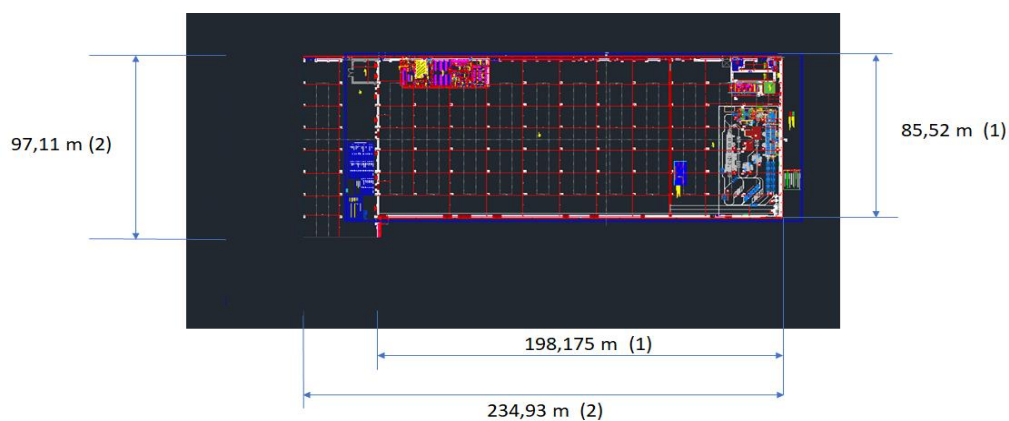 97,11 m (2)
85,52 m (1)
198,175 m (1)
234,93 m (2)